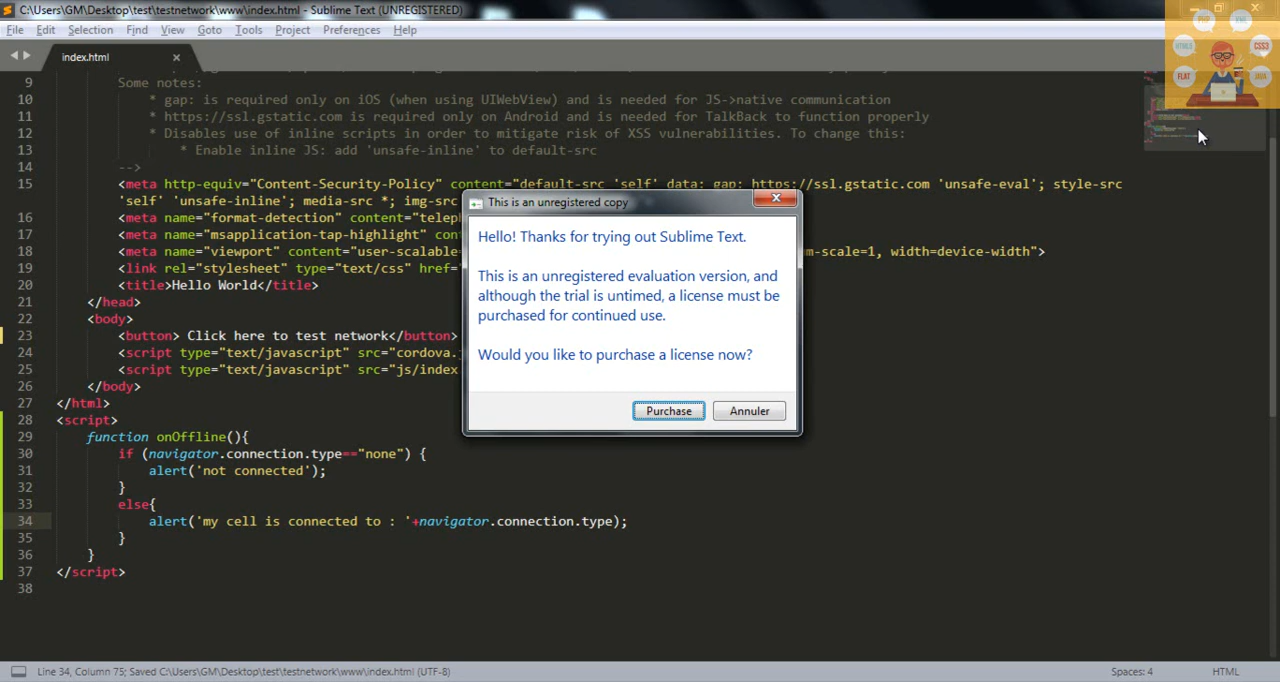 C:\Users\GM\Desktop\test\testnetwork\www\index.html - Sublime Text (UNREGISTERED)
File Edit Selection Find View Goto Tools Project Preferences Help
index.html
PHP XML
HTML5 CSS3
FLAT JAVA
9 Some notes:
10 * gap: is required only on iOS (when using UIWebView) and is needed for JS->native communication
11 * https://ssl.gstatic.com is required only on Android and is needed for TalkBack to function properly
12 * Disables use of inline scripts in order to mitigate risk of XSS vulnerabilities. To change this:
13 * Enable inline JS: add 'unsafe-inline' to default-src
14 -->
15 <meta http-equiv="Content-Security-Policy" content="default-src 'self' data: gap: https://ssl.gstatic.com 'unsafe-eval'; style-src
'self' 'unsafe-inline'; media-src *; img-src
16 <meta name="format-detection" content="telep
17 <meta name="msapplication-tap-highlight" con
18 <meta name="viewport" content="user-scalable= m-scale=1, width=device-width">
19 <link rel="stylesheet" type="text/css" href="
20 <title>Hello World</title>
21 </head>
22 <body>
23 <button> Click here to test network</button>
24 <script type="text/javascript" src="cordova.
25 <script type="text/javascript" src="js/index
26 </body>
27 </html>
28 <script>
29 function onOffline(){
30 if (navigator.connection.type=="none") {
31 alert('not connected');
32 }
33 else{
34 alert('my cell is connected to : '+navigator.connection.type);
35 }
36 }
37 </script>
38
This is an unregistered copy
Hello! Thanks for trying out Sublime Text.
This is an unregistered evaluation version, and
although the trial is untimed, a license must be
purchased for continued use.
Would you like to purchase a license now?
Purchase Annuler
Line 34, Column 75; Saved C:\Users\GM\Desktop\test\testnetwork\www\index.html (UTF-8) Spaces: 4 HTML